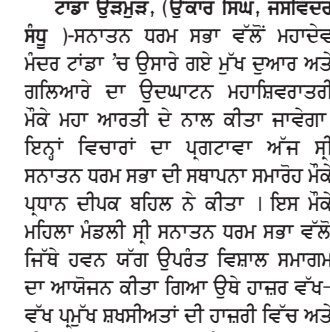 ਟਾਂਡਾ ਉੜਮੁੜ, (ਓਂਕਾਰ ਸਿੰਘ, ਜਸਵਿੰਦਰ
ਸੰਧੂ )-ਸਨਾਤਨ ਧਰਮ ਸਭਾ ਵੱਲੋਂ ਮਹਾਦੇਵ
ਮੰਦਰ ਟਾਂਡਾ 'ਚ ਉਸਾਰੇ ਗਏ ਮੁੱਖ ਦੁਆਰ ਅਤੇ
ਗਲਿਆਰੇ ਦਾ ਉਦਘਾਟਨ ਮਹਾਸ਼ਿਵਰਾਤਰੀ
ਮੌਕੇ ਮਹਾ ਆਰਤੀ ਦੇ ਨਾਲ ਕੀਤਾ ਜਾਵੇਗਾ
ਇਨ੍ਹਾਂ ਵਿਚਾਰਾਂ ਦਾ ਪ੍ਰਗਟਾਵਾ ਅੱਜ ਸ੍ਰੀ
ਸਨਾਤਨ ਧਰਮ ਸਭਾ ਦੀ ਸਥਾਪਨਾ ਸਮਾਰੋਹ ਮੌਕੇ
ਪ੍ਰਧਾਨ ਦੀਪਕ ਬਹਿਲ ਨੇ ਕੀਤਾ । ਇਸ ਮੌਕੇ
ਮਹਿਲਾ ਮੰਡਲੀ ਸ੍ਰੀ ਸਨਾਤਨ ਧਰਮ ਸਭਾ ਵੱਲੋਂ
ਜਿੱਥੇ ਹਵਨ ਯੱਗ ਉਪਰੰਤ ਵਿਸ਼ਾਲ ਸਮਾਗਮ
ਦਾ ਆਯੋਜਨ ਕੀਤਾ ਗਿਆ ਉਥੇ ਹਾਜ਼ਰ ਵੱਖ-
ਵੱਖ ਪ੍ਰਮੁੱਖ ਸ਼ਖਸੀਅਤਾਂ ਦੀ ਹਾਜ਼ਰੀ ਵਿੱਚ ਅਤ